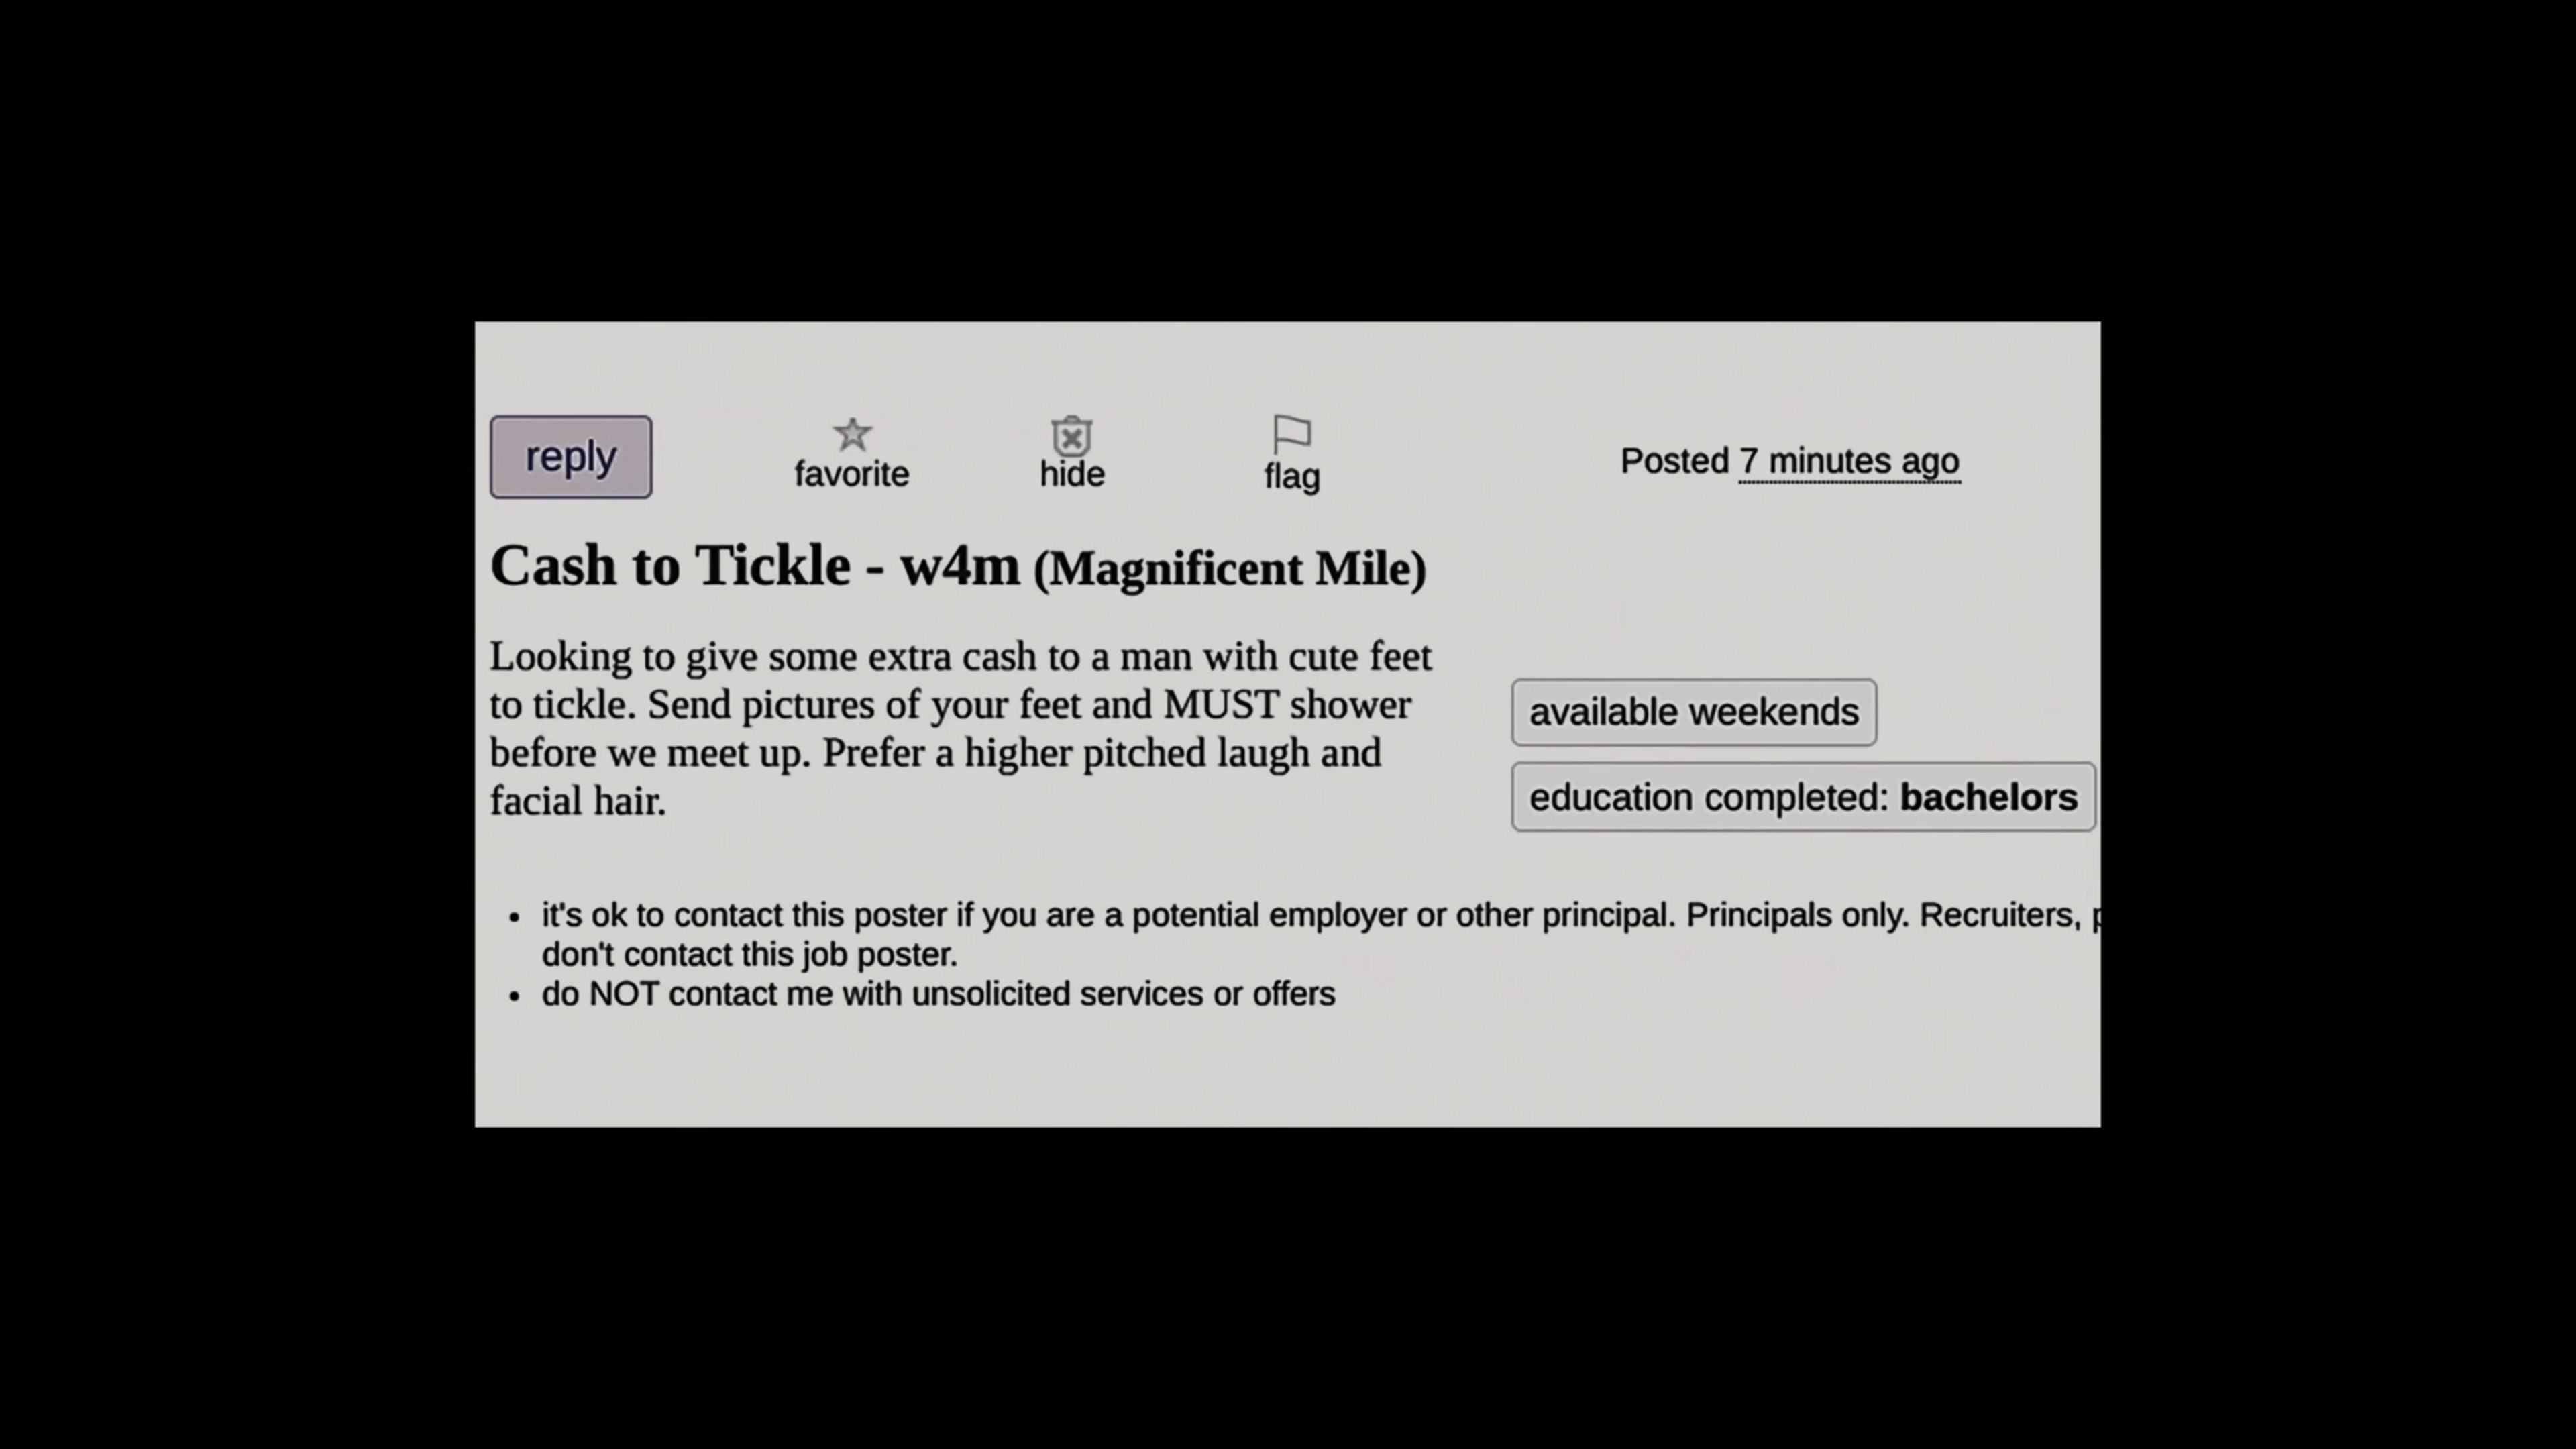 reply
favorite
hide
flag
Posted 7 minutes ago
Cash to Tickle - w4m (Magnificent Mile)
Looking to give some extra cash to a man with cute feet
to tickle. Send pictures of your feet and MUST shower
before we meet up. Prefer a higher pitched laugh and
facial hair.
available weekends
education completed: bachelors
• it's ok to contact this poster if you are a potential employer or other principal. Principals only. Recruiters,
don't contact this job poster.
• do NOT contact me with unsolicited services or offers